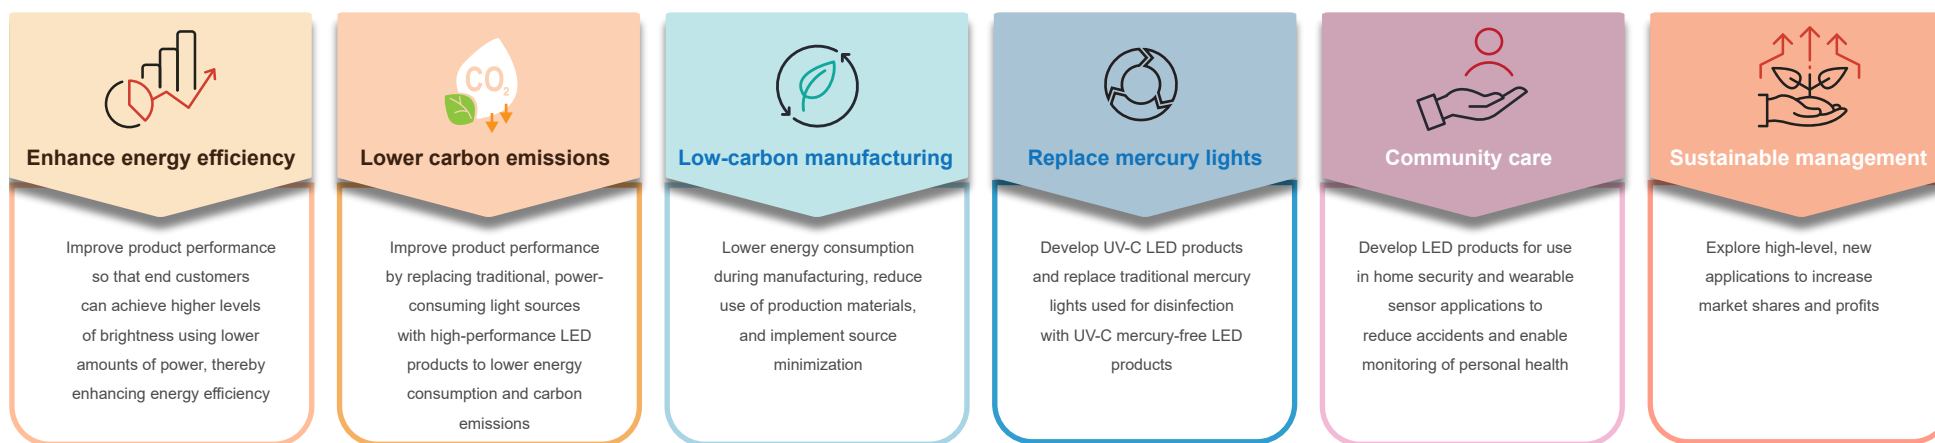 Enhance energy efficiency
Improve product performance
so that end customers
can achieve higher levels
of brightness using lower
amounts of power, thereby
enhancing energy efficiency
CO2
Lower carbon emissions
Improve product performance
by replacing traditional, power-
consuming light sources
with high-performance LED
products to lower energy
consumption and carbon
emissions
Low-carbon manufacturing
Lower energy consumption
during manufacturing, reduce
use of production materials,
and implement source
minimization
Replace mercury lights
Develop UV-C LED products
and replace traditional mercury
lights used for disinfection
with UV-C mercury-free LED
products
Community care
Develop LED products for use
in home security and wearable
sensor applications to
reduce accidents and enable
monitoring of personal health
Sustainable management
Explore high-level, new
applications to increase
market shares and profits